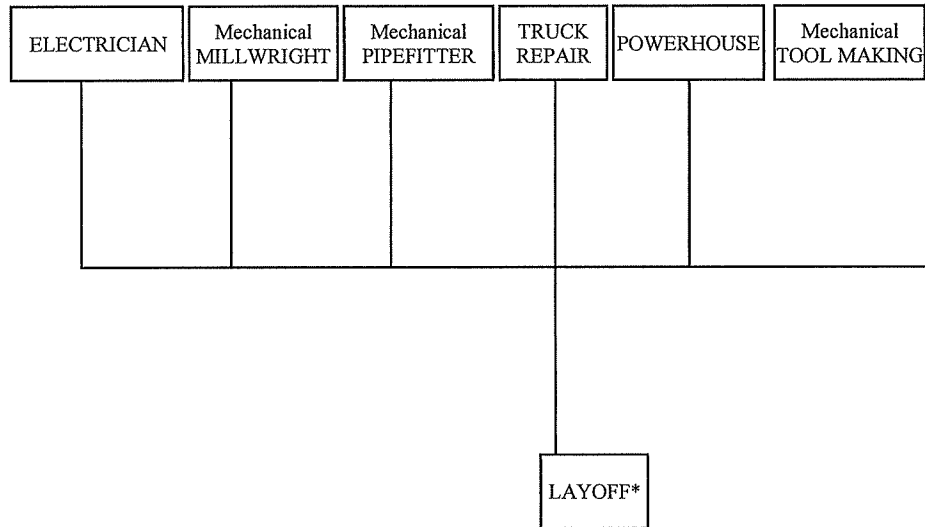 ELECTRICIAN
Mechanical
MILLWRIGHT
Mechanical
PIPEFITTER
TRUCK
REPAIR
POWERHOUSE
Mechanical
TOOL MAKING
LAYOFF*